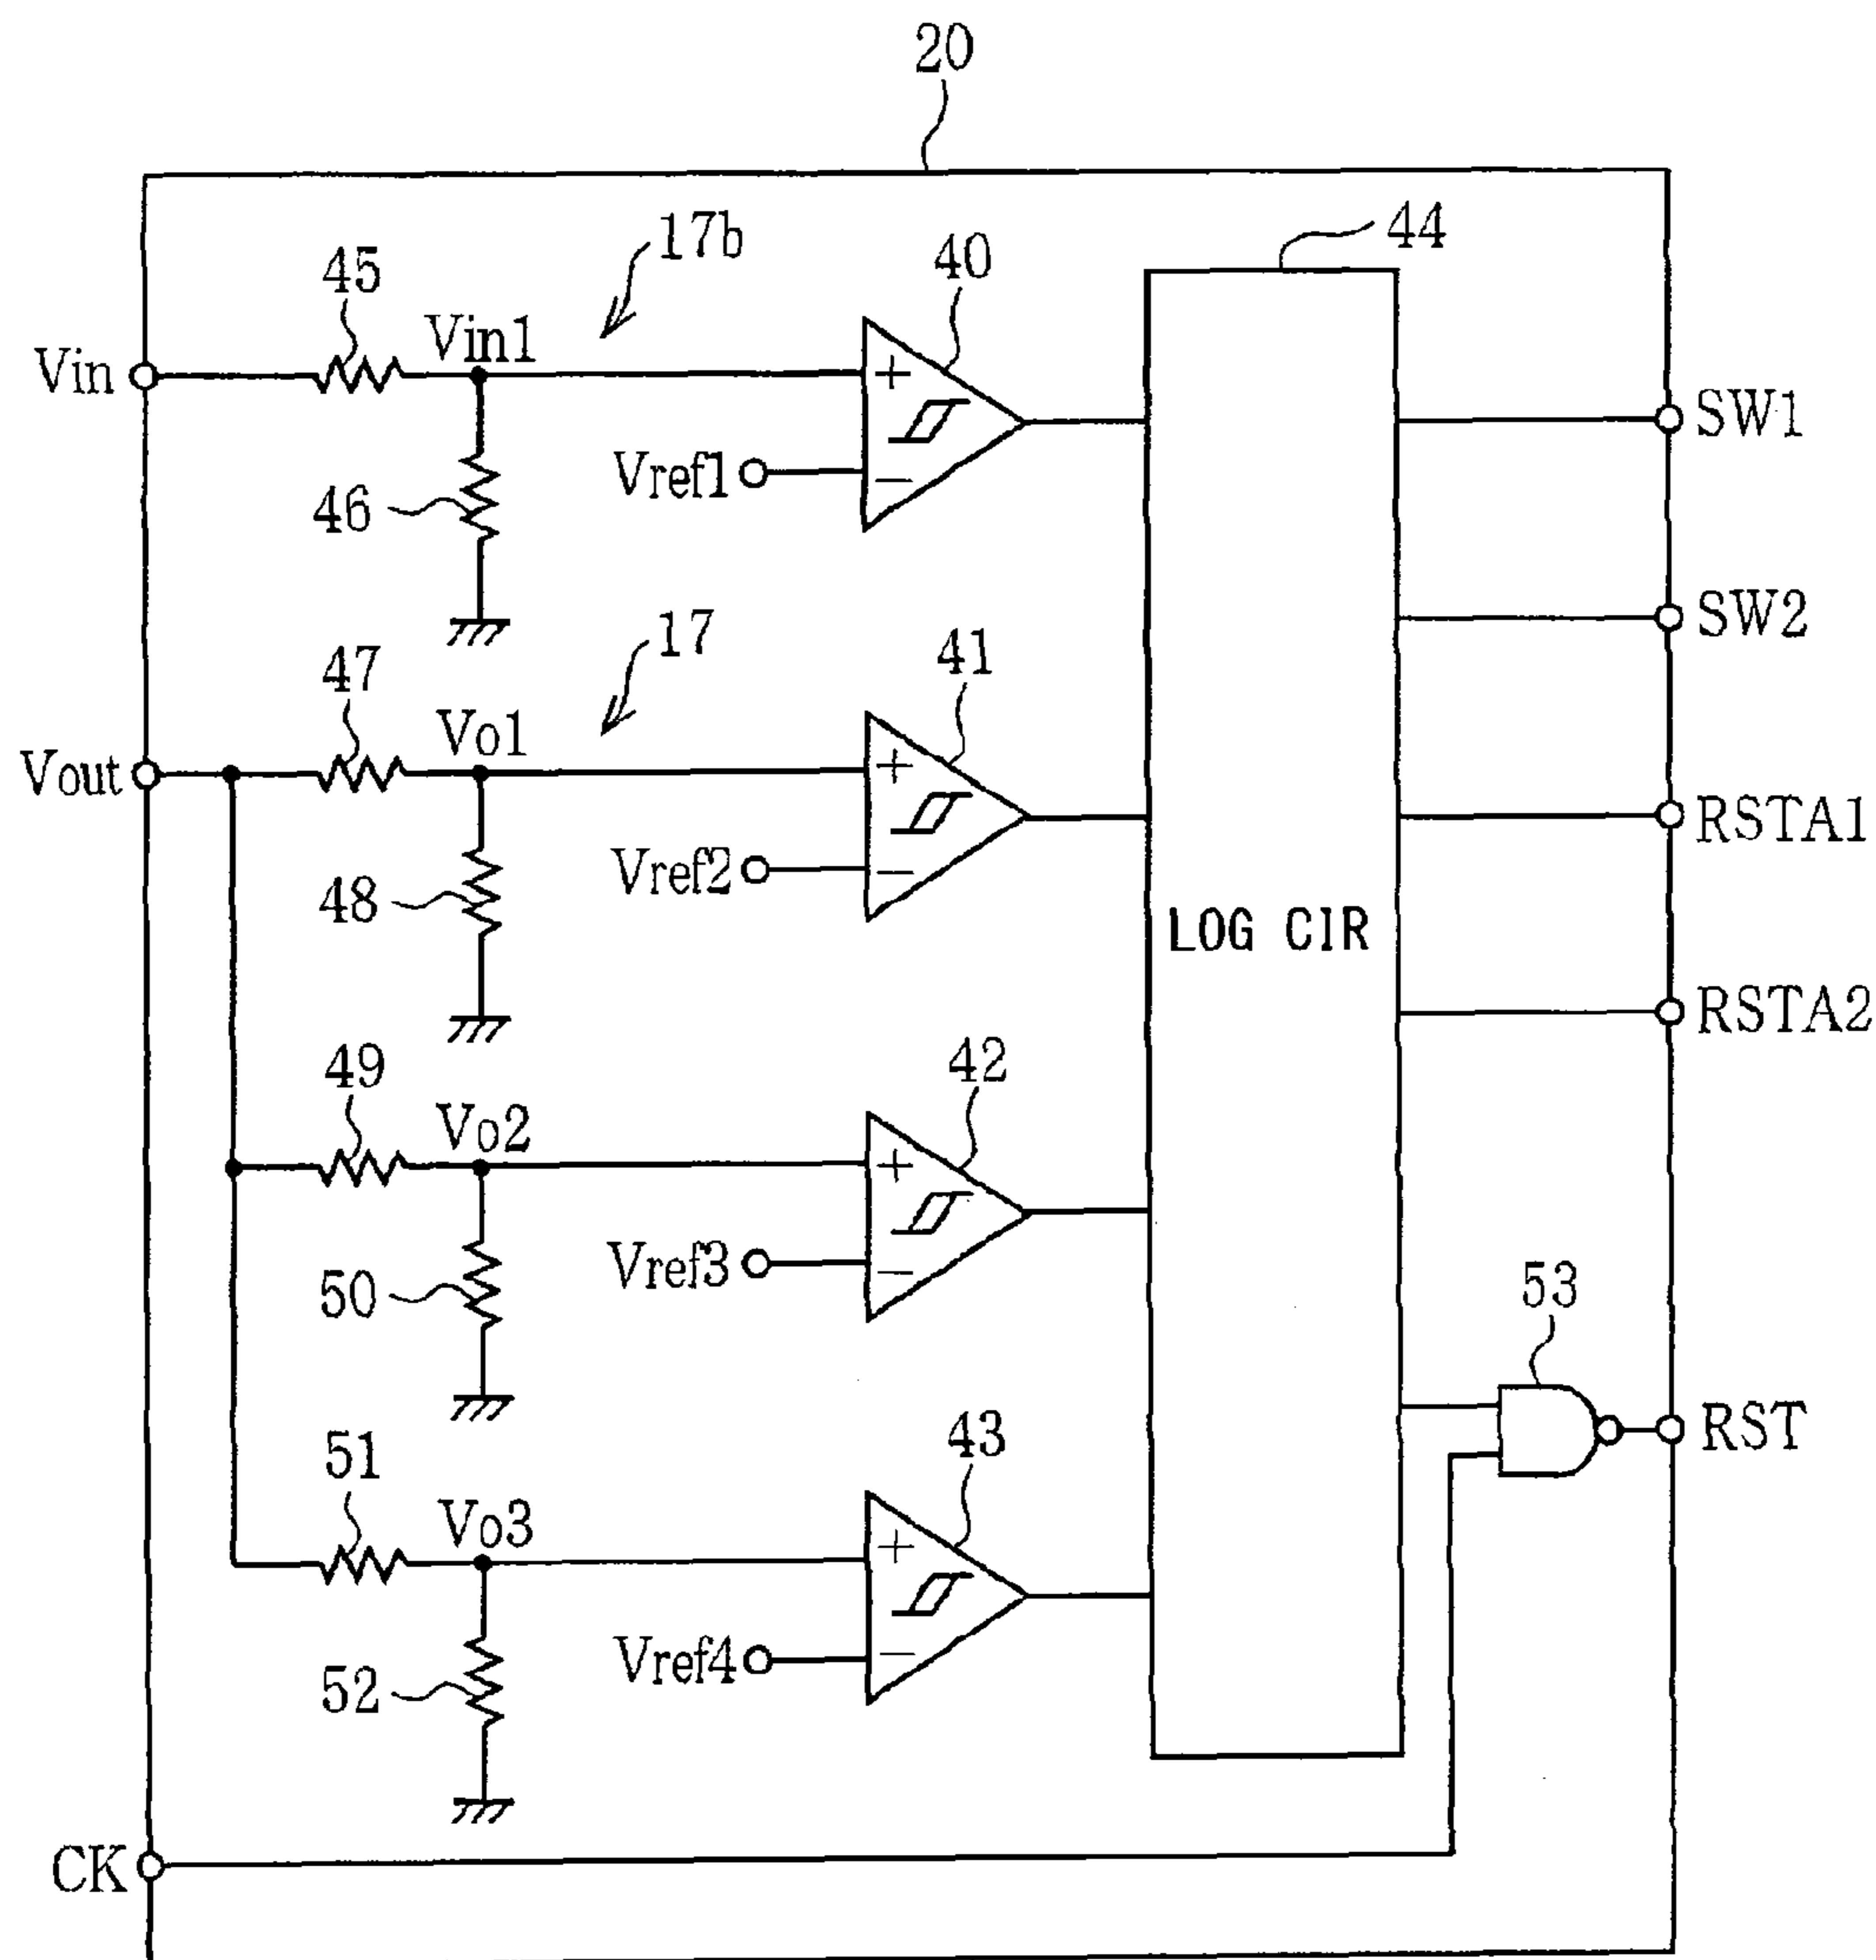 20
17b
40
44
45
Vin1
Vin
+
SW1
Vref1
−
46
SW2
17
41
47
Vo1
Vout
+
RSTA1
Vref2
−
48
LOG CIR
RSTA2
42
49
Vo2
+
Vref3
−
50
53
43
RST
51
Vo3
+
Vref4
−
52
CK